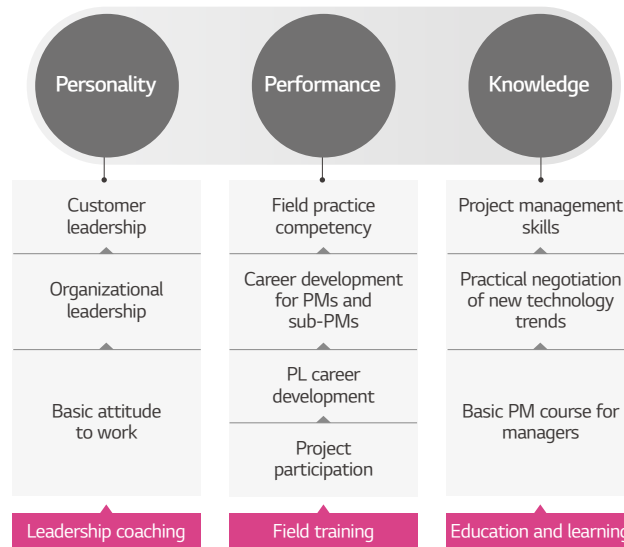 Personality
Performance
Knowledge
Customer
leadership
Organizational
leadership
Basic attitude
to work
Leadership coaching
Field practice
competency
Career development
for PMs and
sub-PMs
PL career
development
Project
participation
Field training
Project management
skills
Practical negotiation
of new technology
trends
Basic PM course for
managers
Education and learning